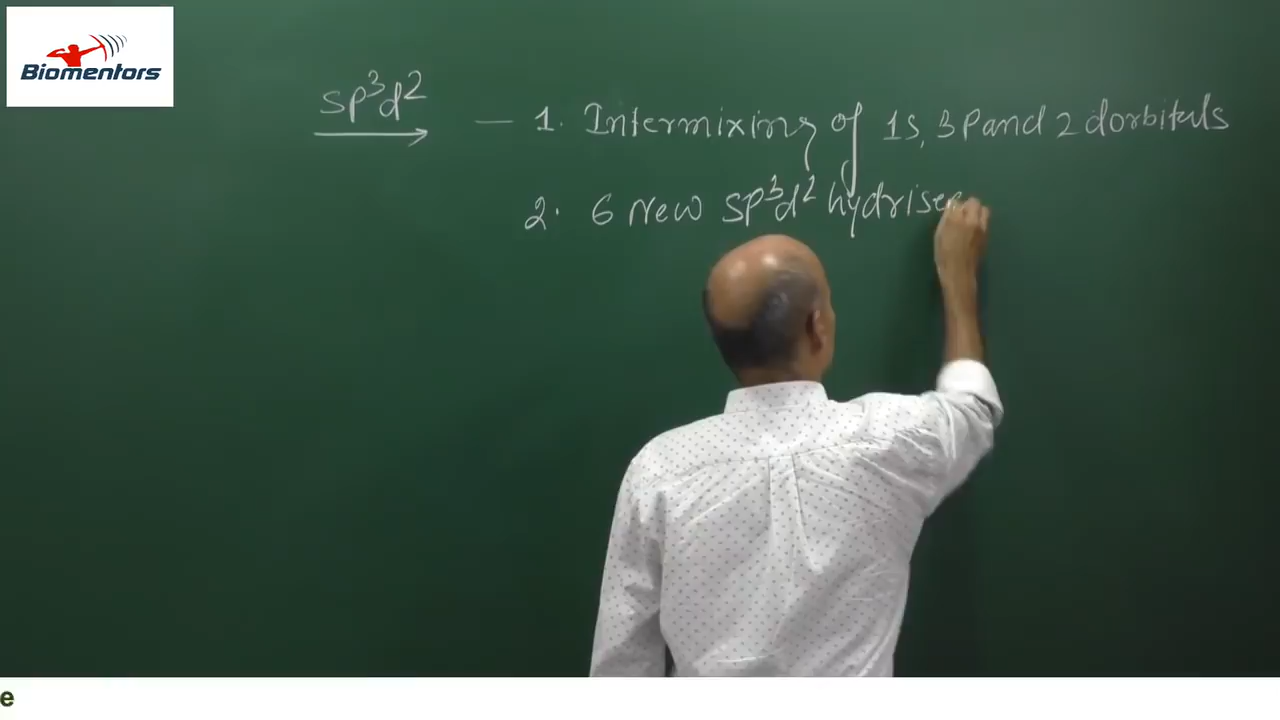 Biomentors
sp³d² — 1. Intermixing of 1s, 3p and 2 d orbitals
2. 6 New sp³d² hydrise
e